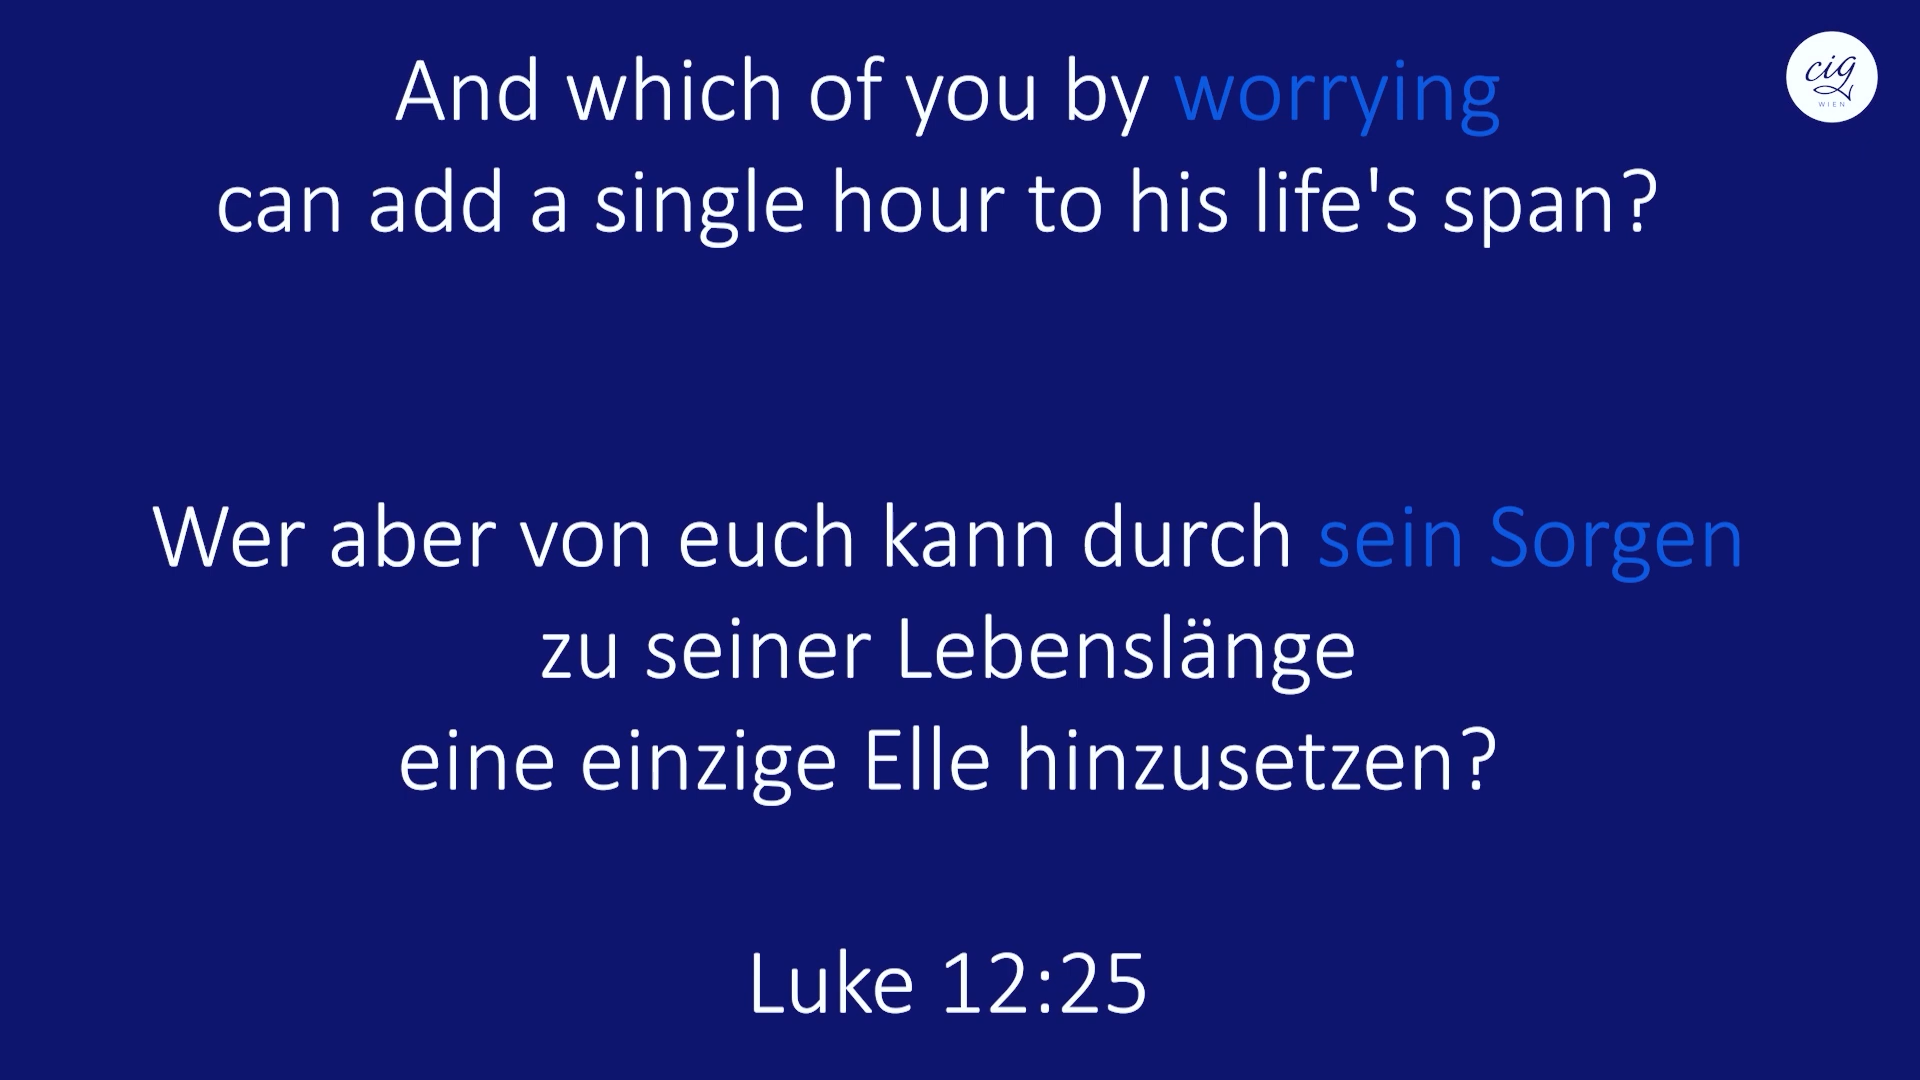 And which of you by worrying
can add a single hour to his life's span?
Wer aber von euch kann durch sein Sorgen
zu seiner Lebenslänge
eine einzige Elle hinzusetzen?
Luke 12:25
cig
WIEN